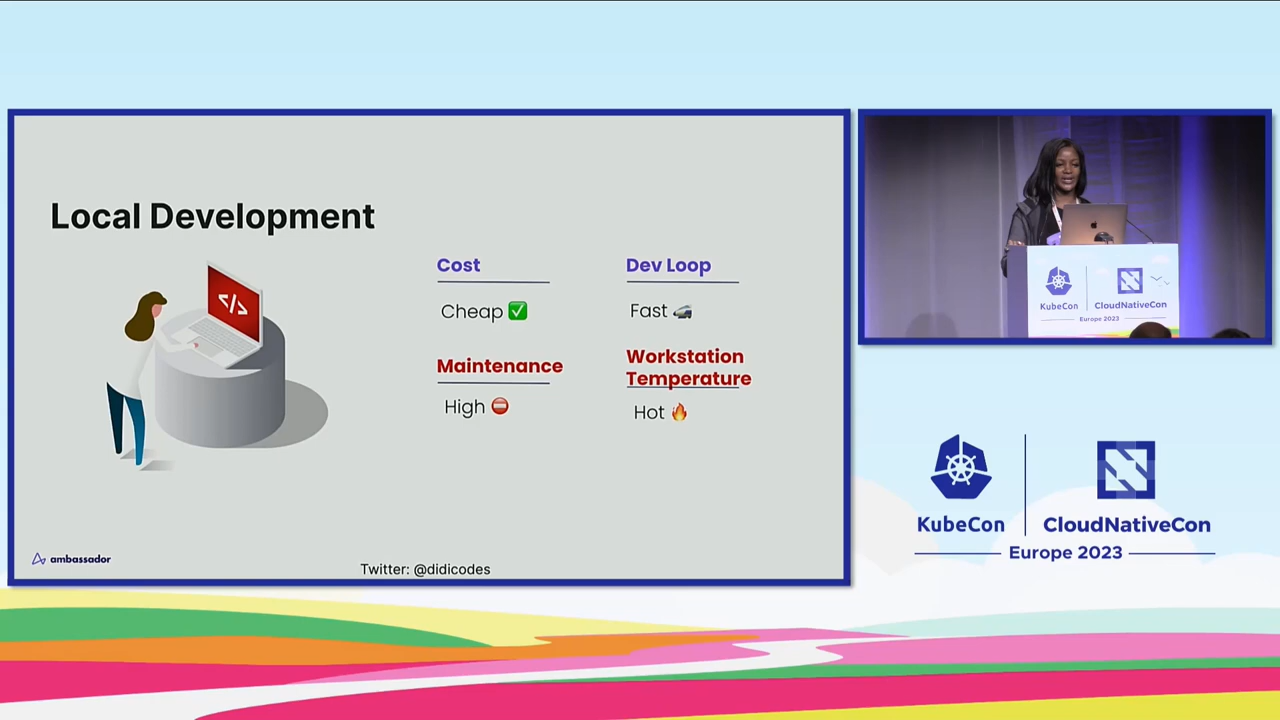 Local Development
</>
Cost
Cheap ✅
Dev Loop
Fast 🚄
Maintenance
High ⛔
Workstation
Temperature
Hot 🔥
ambassador
Twitter: @didicodes
KubeCon
CloudNativeCon
Europe 2023
KubeCon
CloudNativeCon
Europe 2023